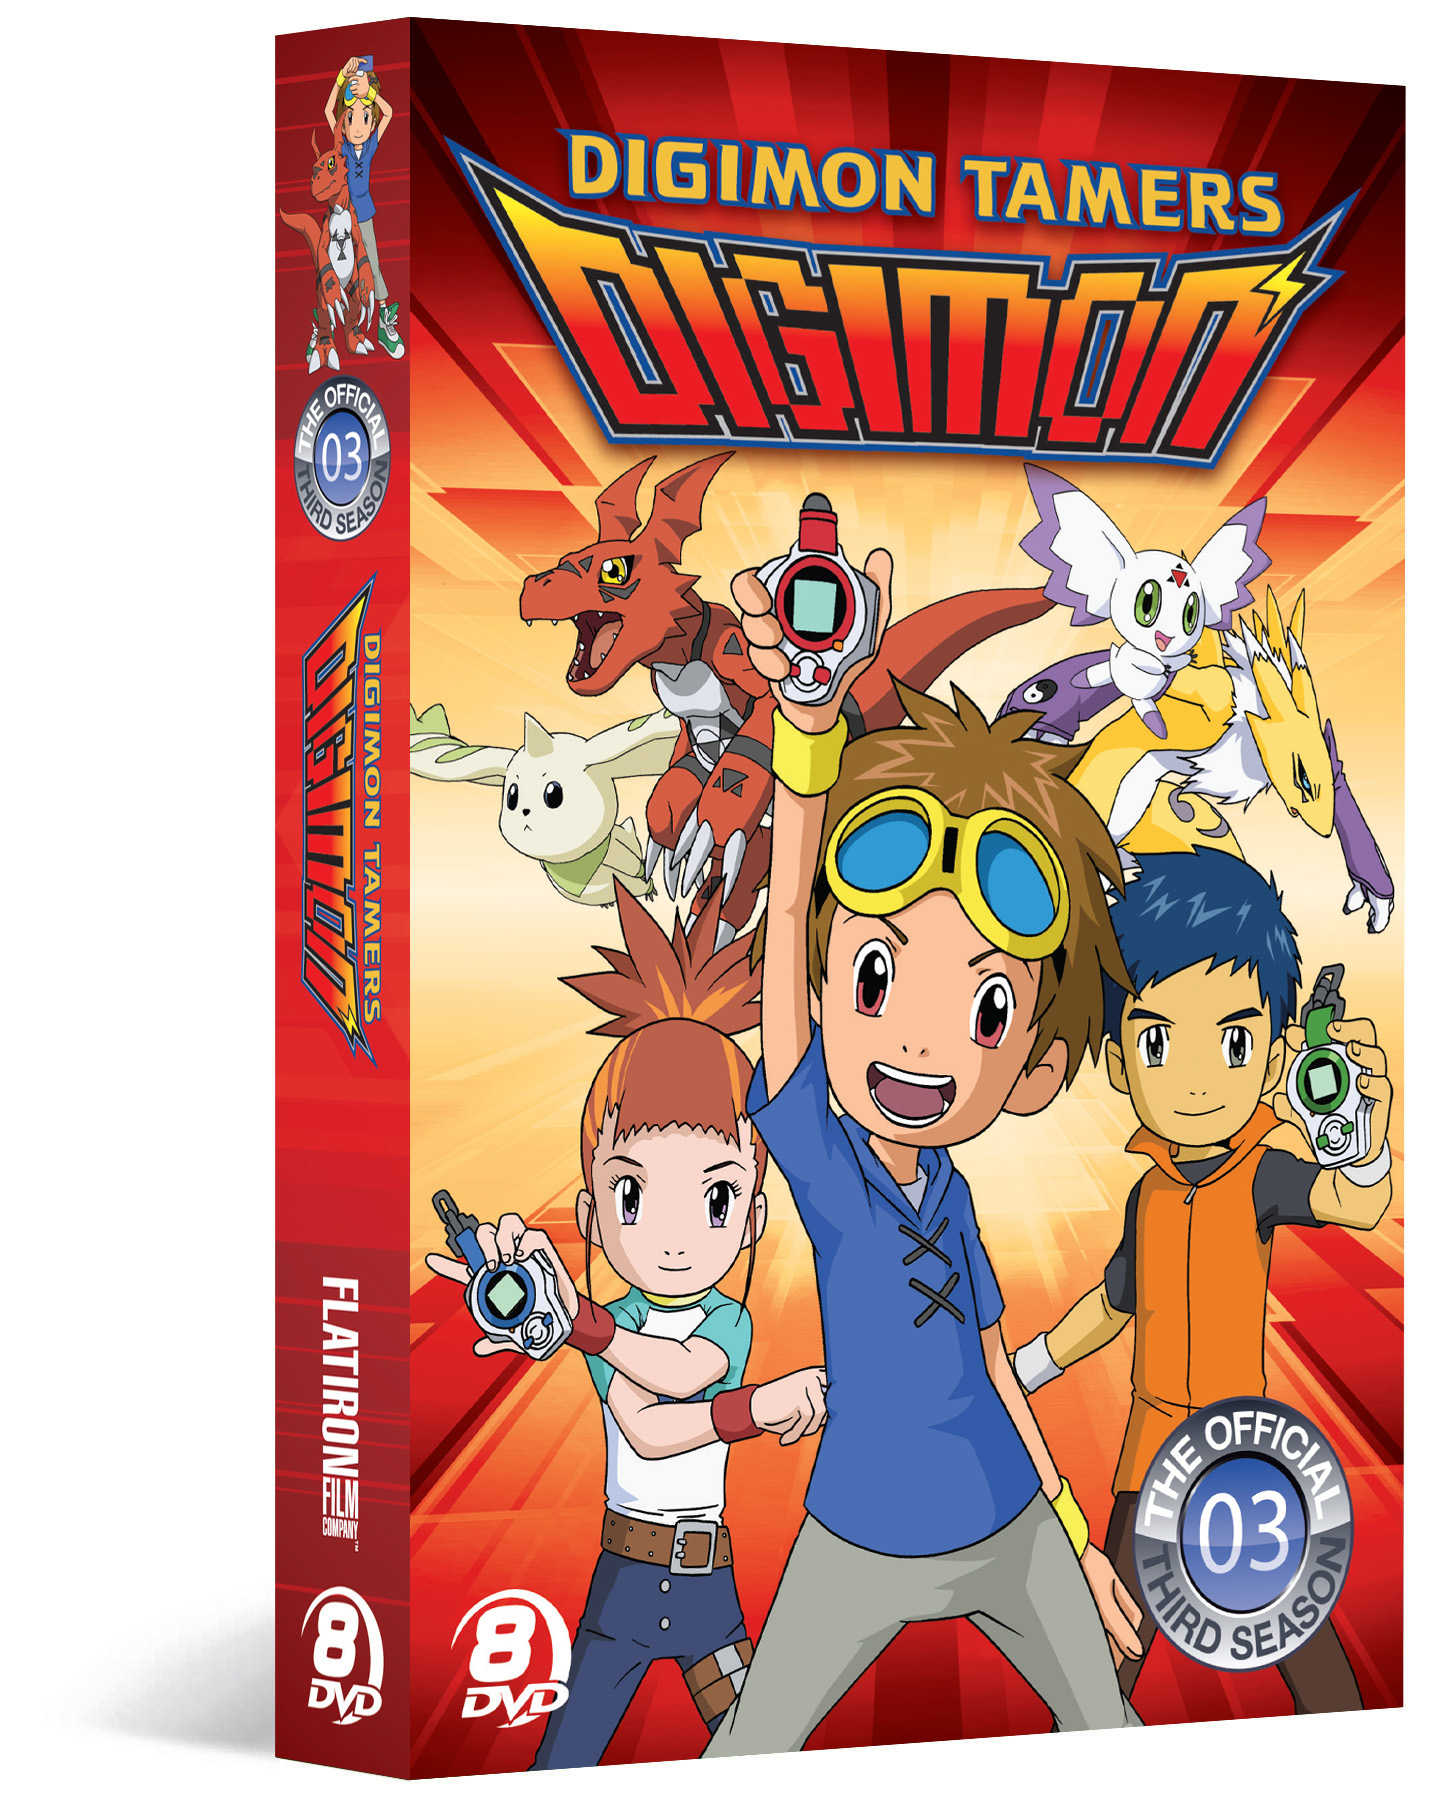 DIGIMON TAMERS
DIGIMON
THE OFFICIAL
03
THIRD SEASON
8
DVD
THE OFFICIAL
03
THIRD SEASON
DIGIMON TAMERS
DIGIMON
FLATIRON
FILM
COMPANY™
8
DVD